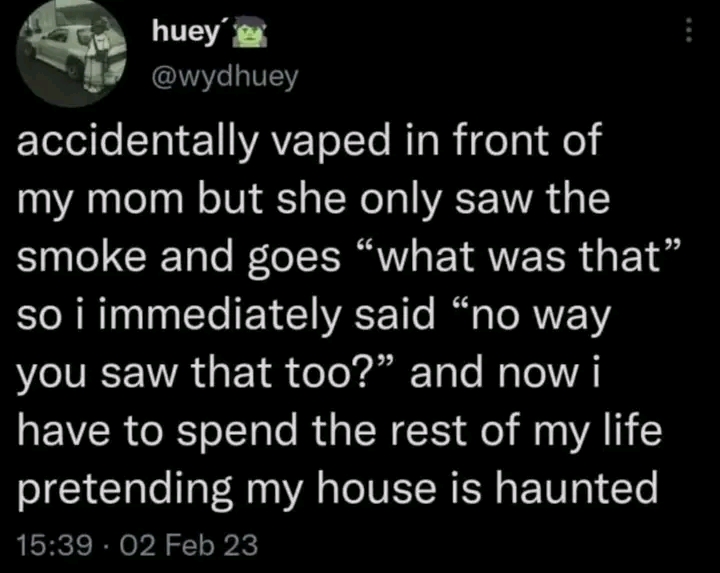 huey´
@wydhuey
accidentally vaped in front of
my mom but she only saw the
smoke and goes “what was that”
so i immediately said “no way
you saw that too?” and now i
have to spend the rest of my life
pretending my house is haunted
15:39 · 02 Feb 23